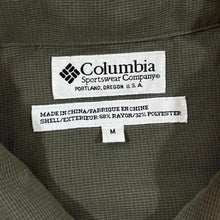 Columbia
Sportswear Company®
PORTLAND, OREGON U.S.A.
MADE IN CHINA/FABRIQUE EN CHINE
SHELL/EXTERIEUR: 68% RAYON/32% POLYESTER
M